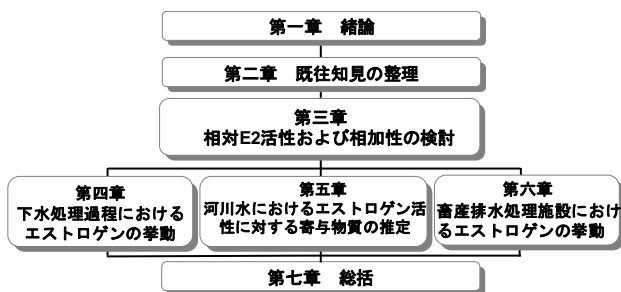 第一章　緒論
第二章　既往知見の整理
第三章
相対E2活性および相加性の検討
第四章
下水処理過程における
エストロゲンの挙動
第五章
河川水におけるエストロゲン活
性に対する寄与物質の推定
第六章
畜産排水処理施設におけ
るエストロゲンの挙動
第七章　総括